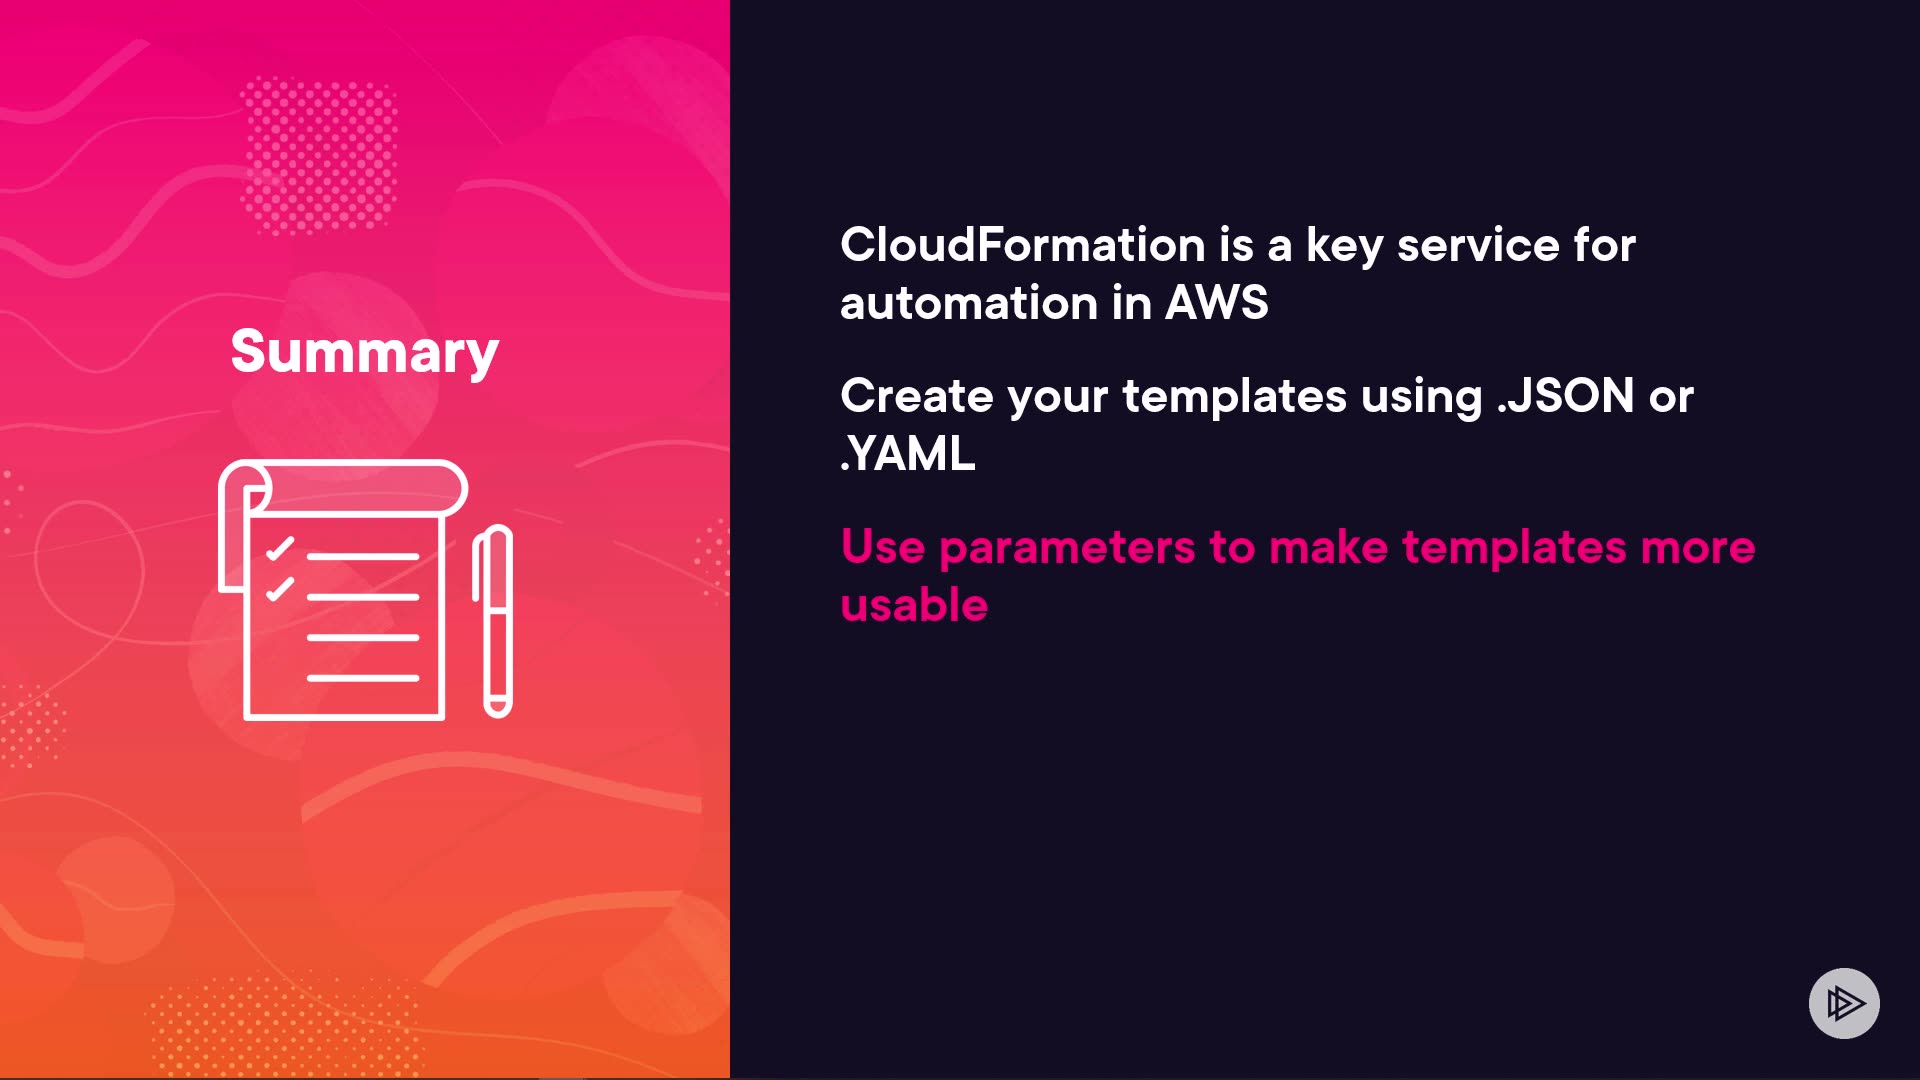 Summary
CloudFormation is a key service for
automation in AWS
Create your templates using .JSON or
.YAML
Use parameters to make templates more
usable